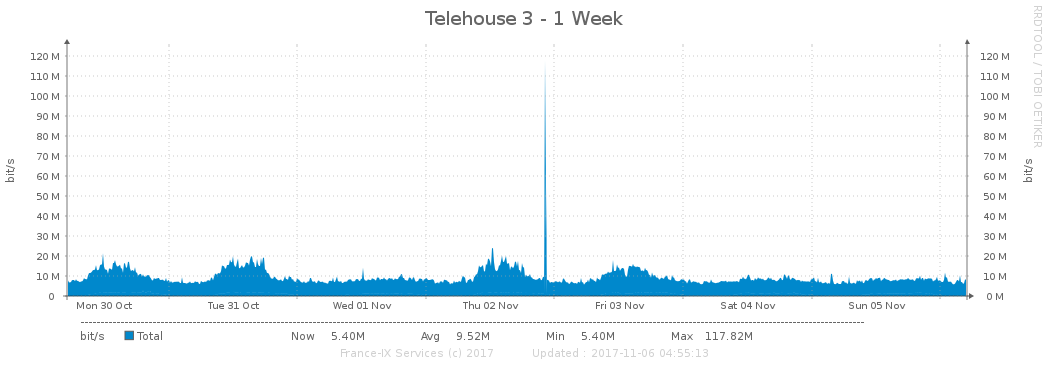 Telehouse 3 - 1 Week
RRDTOOL / TOBI OETIKER
bit/s
bit/s
120 M 120 M
110 M 110 M
100 M 100 M
90 M 90 M
80 M 80 M
70 M 70 M
60 M 60 M
50 M 50 M
40 M 40 M
30 M 30 M
20 M 20 M
10 M 10 M
0 0 M
Mon 30 Oct Tue 31 Oct Wed 01 Nov Thu 02 Nov Fri 03 Nov Sat 04 Nov Sun 05 Nov
bit/s Total Now 5.40M Avg 9.52M Min 5.40M Max 117.82M
France-IX Services (c) 2017 Updated : 2017-11-06 04:55:13